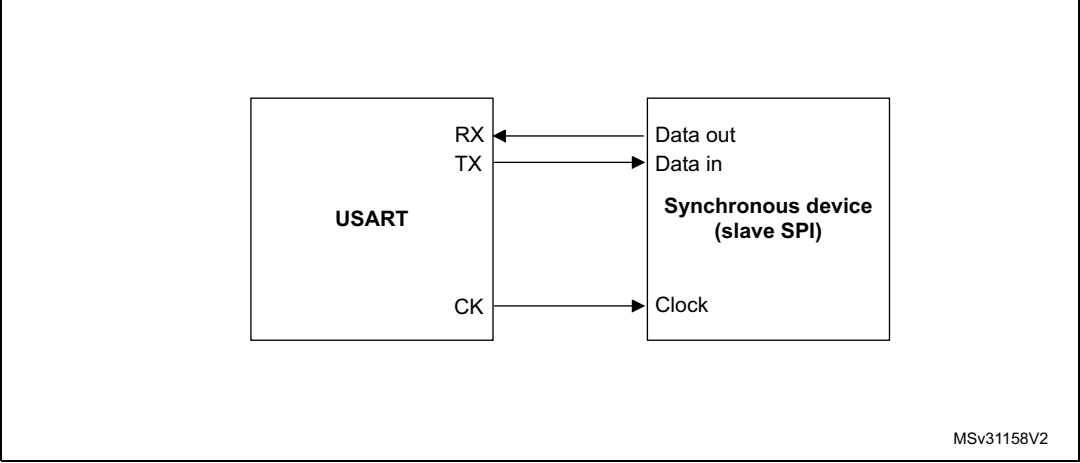 RX
TX
USART
CK
Data out
Data in
Synchronous device
(slave SPI)
Clock
MSv31158V2